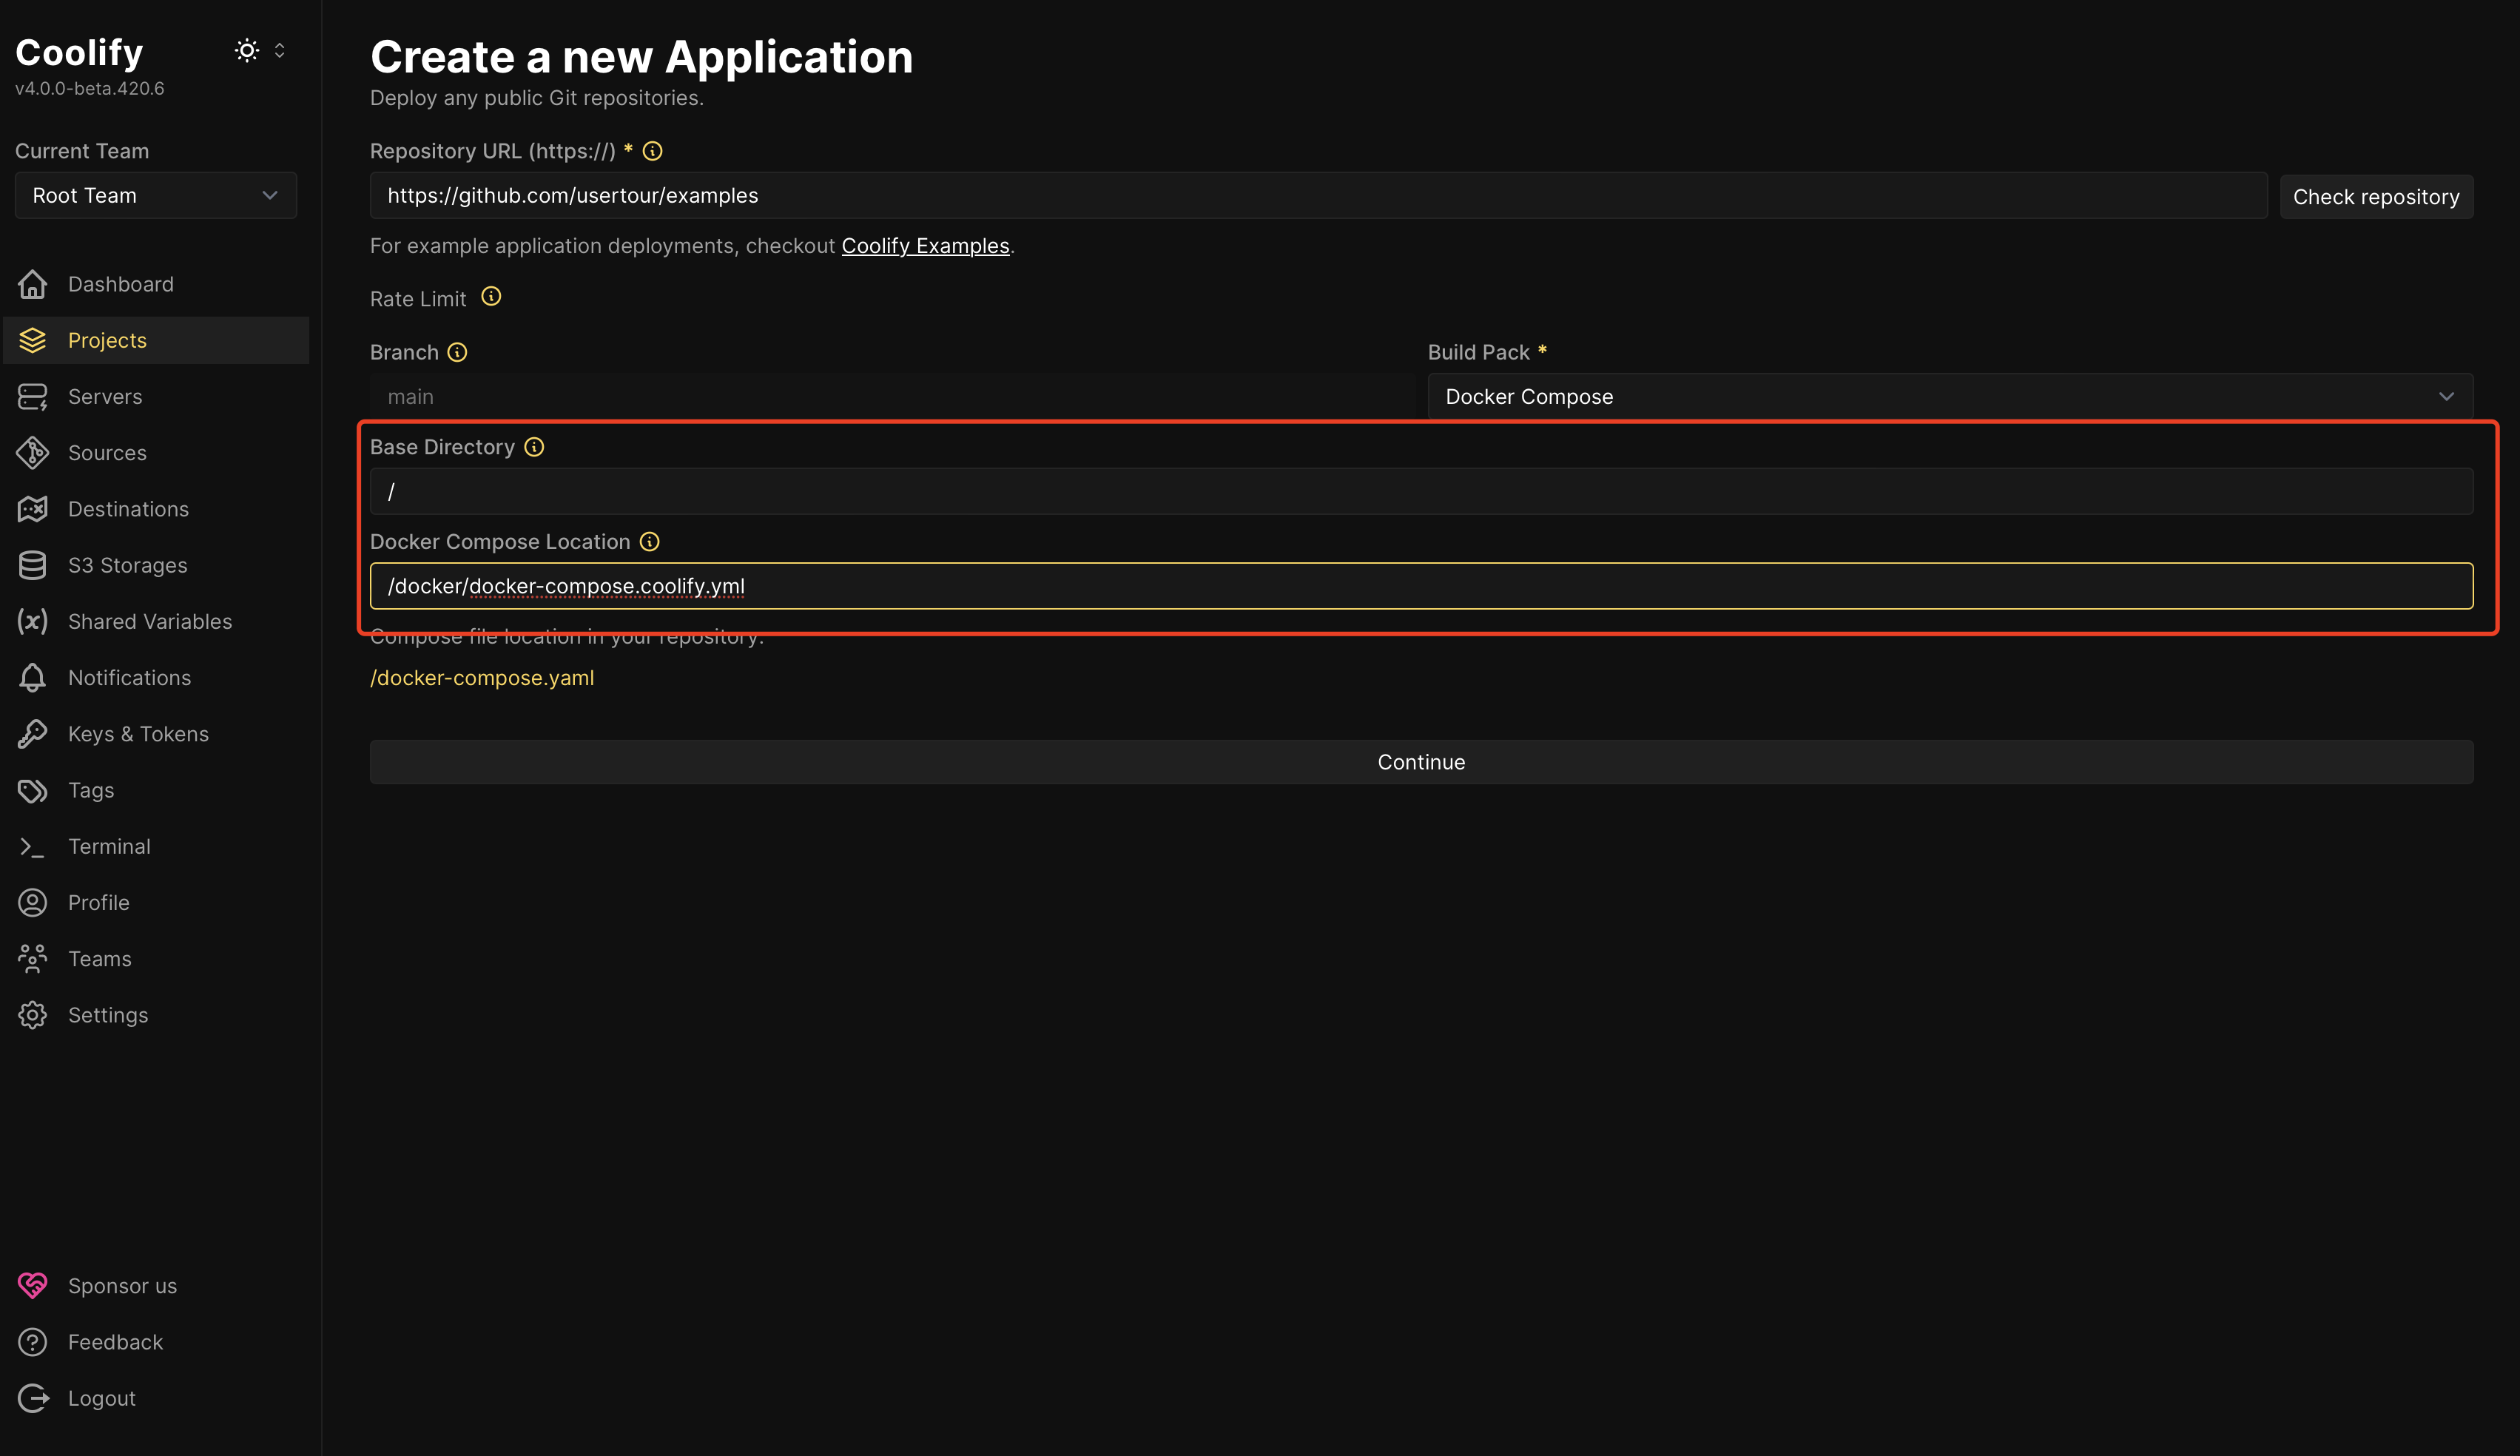 Coolify
v4.0.0-beta.420.6
Current Team
Root Team
Dashboard
Projects
Servers
Sources
Destinations
S3 Storages
Shared Variables
Notifications
Keys & Tokens
Tags
Terminal
Profile
Teams
Settings
Sponsor us
Feedback
Logout
Create a new Application
Deploy any public Git repositories.
Repository URL (https://) *
https://github.com/usertour/examples
Check repository
For example application deployments, checkout Coolify Examples.
Rate Limit
Branch
main
Build Pack *
Docker Compose
Base Directory
/
Docker Compose Location
/docker/docker-compose.coolify.yml
Compose file location in your repository:
/docker-compose.yaml
Continue